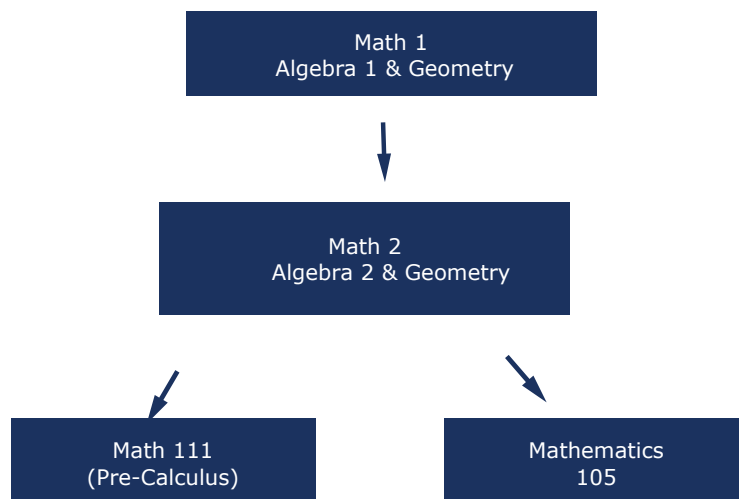 Math 1
Algebra 1 & Geometry
Math 2
Algebra 2 & Geometry
Math 111
(Pre-Calculus)
Mathematics
105